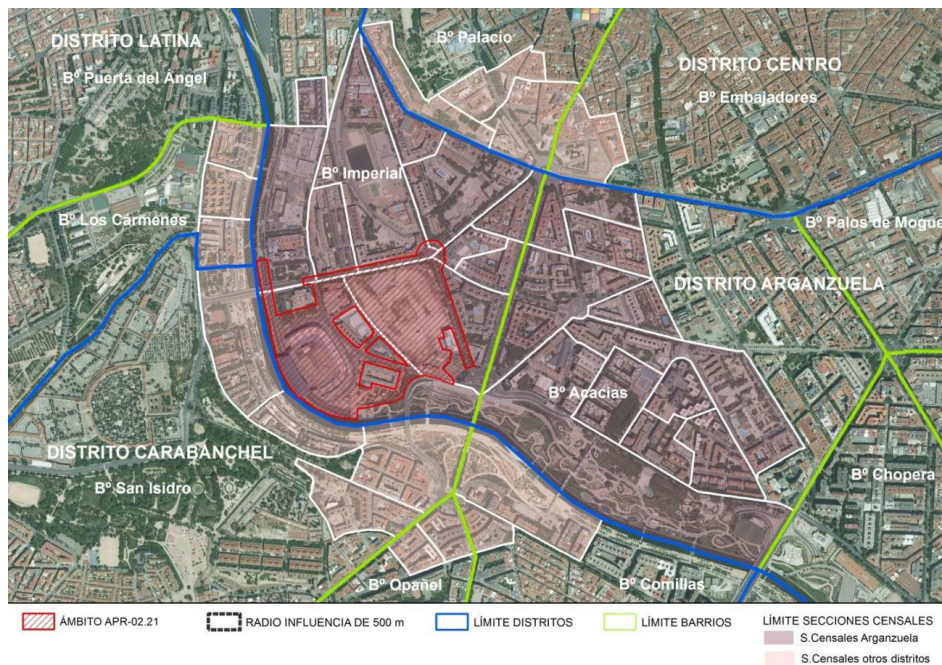 DISTRITO LATINA
Bº Puerta del Ángel
Bº Palacio
DISTRITO CENTRO
Bº Embajadores
Bº Imperial
Bº Los Cármenes
Bº Palos de Mogue
DISTRITO ARGANZUELA
Bº Acacias
DISTRITO CARABANCHEL
Bº San Isidro
Bº Chopera
Bº Opañel
Bº Comillas
ÁMBITO APR-02.21
RADIO INFLUENCIA DE 500 m
LÍMITE DISTRITOS
LÍMITE BARRIOS
LÍMITE SECCIONES CENSALES
S.Censales Arganzuela
S.Censales otros distritos